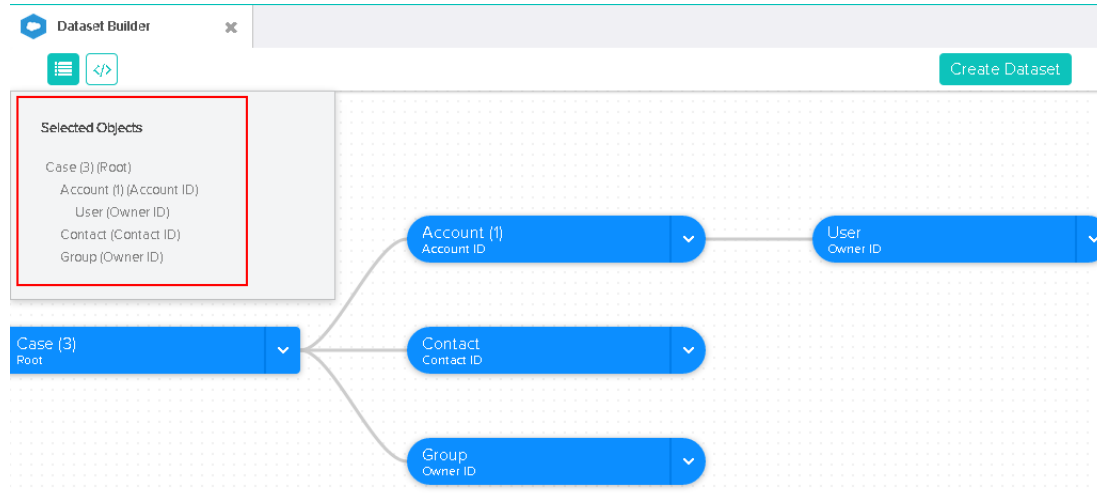 Dataset Builder
</>
Create Dataset
Selected Objects
Case (3) (Root)
Account (1) (Account ID)
User (Owner ID)
Contact (Contact ID)
Group (Owner ID)
Account (1)
Account ID
User
Owner ID
Case (3)
Root
Contact
Contact ID
Group
Owner ID